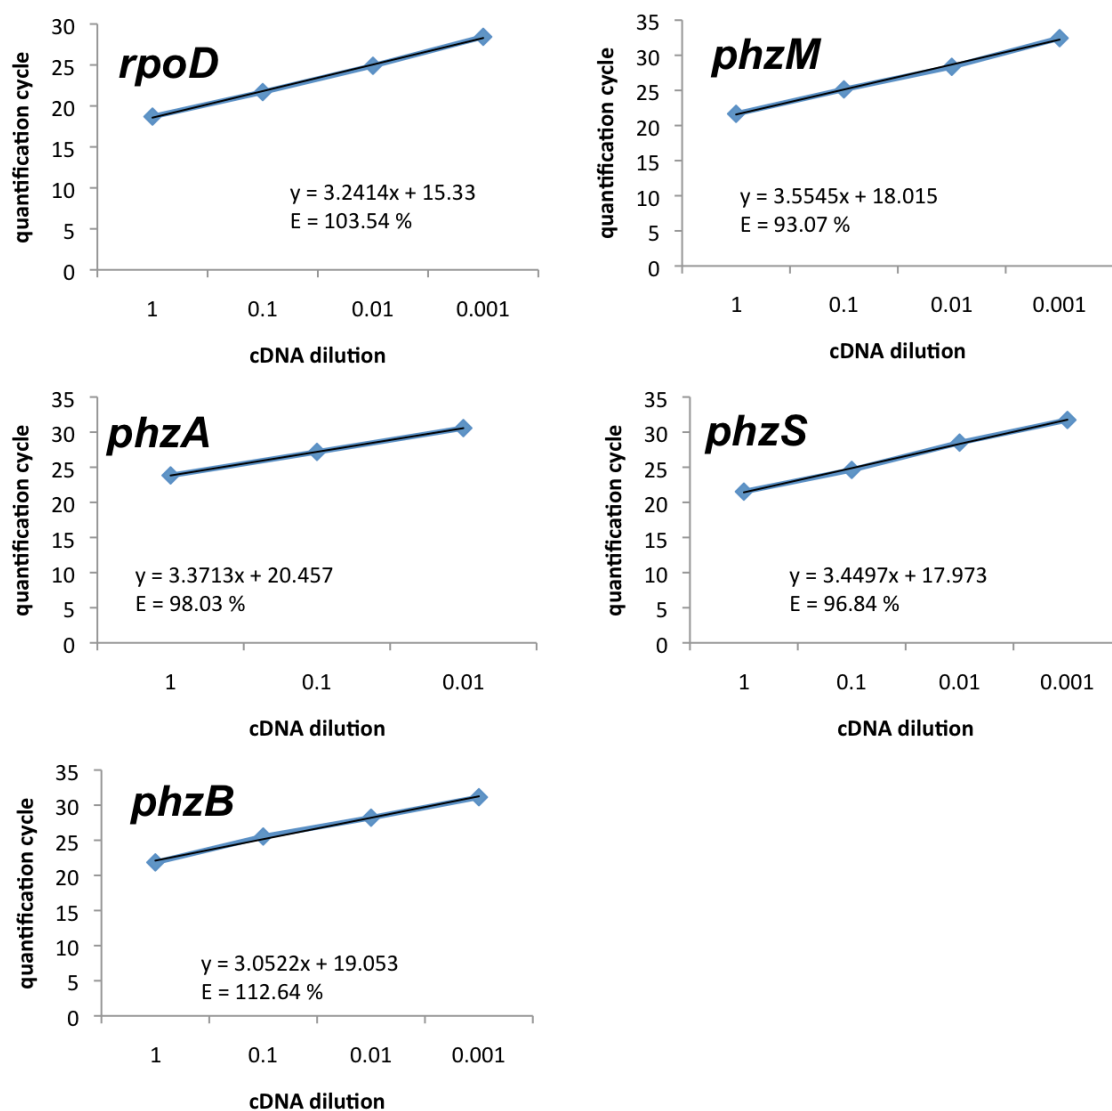 rpoD
quantification cycle
30
25
20
15
10
5
0
y = 3.2414x + 15.33
E = 103.54 %
1 0.1 0.01 0.001
cDNA dilution
phzM
quantification cycle
35
30
25
20
15
10
5
0
y = 3.5545x + 18.015
E = 93.07 %
1 0.1 0.01 0.001
cDNA dilution
phzA
quantification cycle
35
30
25
20
15
10
5
0
y = 3.3713x + 20.457
E = 98.03 %
1 0.1 0.01
cDNA dilution
phzS
quantification cycle
35
30
25
20
15
10
5
0
y = 3.4497x + 17.973
E = 96.84 %
1 0.1 0.01 0.001
cDNA dilution
phzB
quantification cycle
35
30
25
20
15
10
5
0
y = 3.0522x + 19.053
E = 112.64 %
1 0.1 0.01 0.001
cDNA dilution